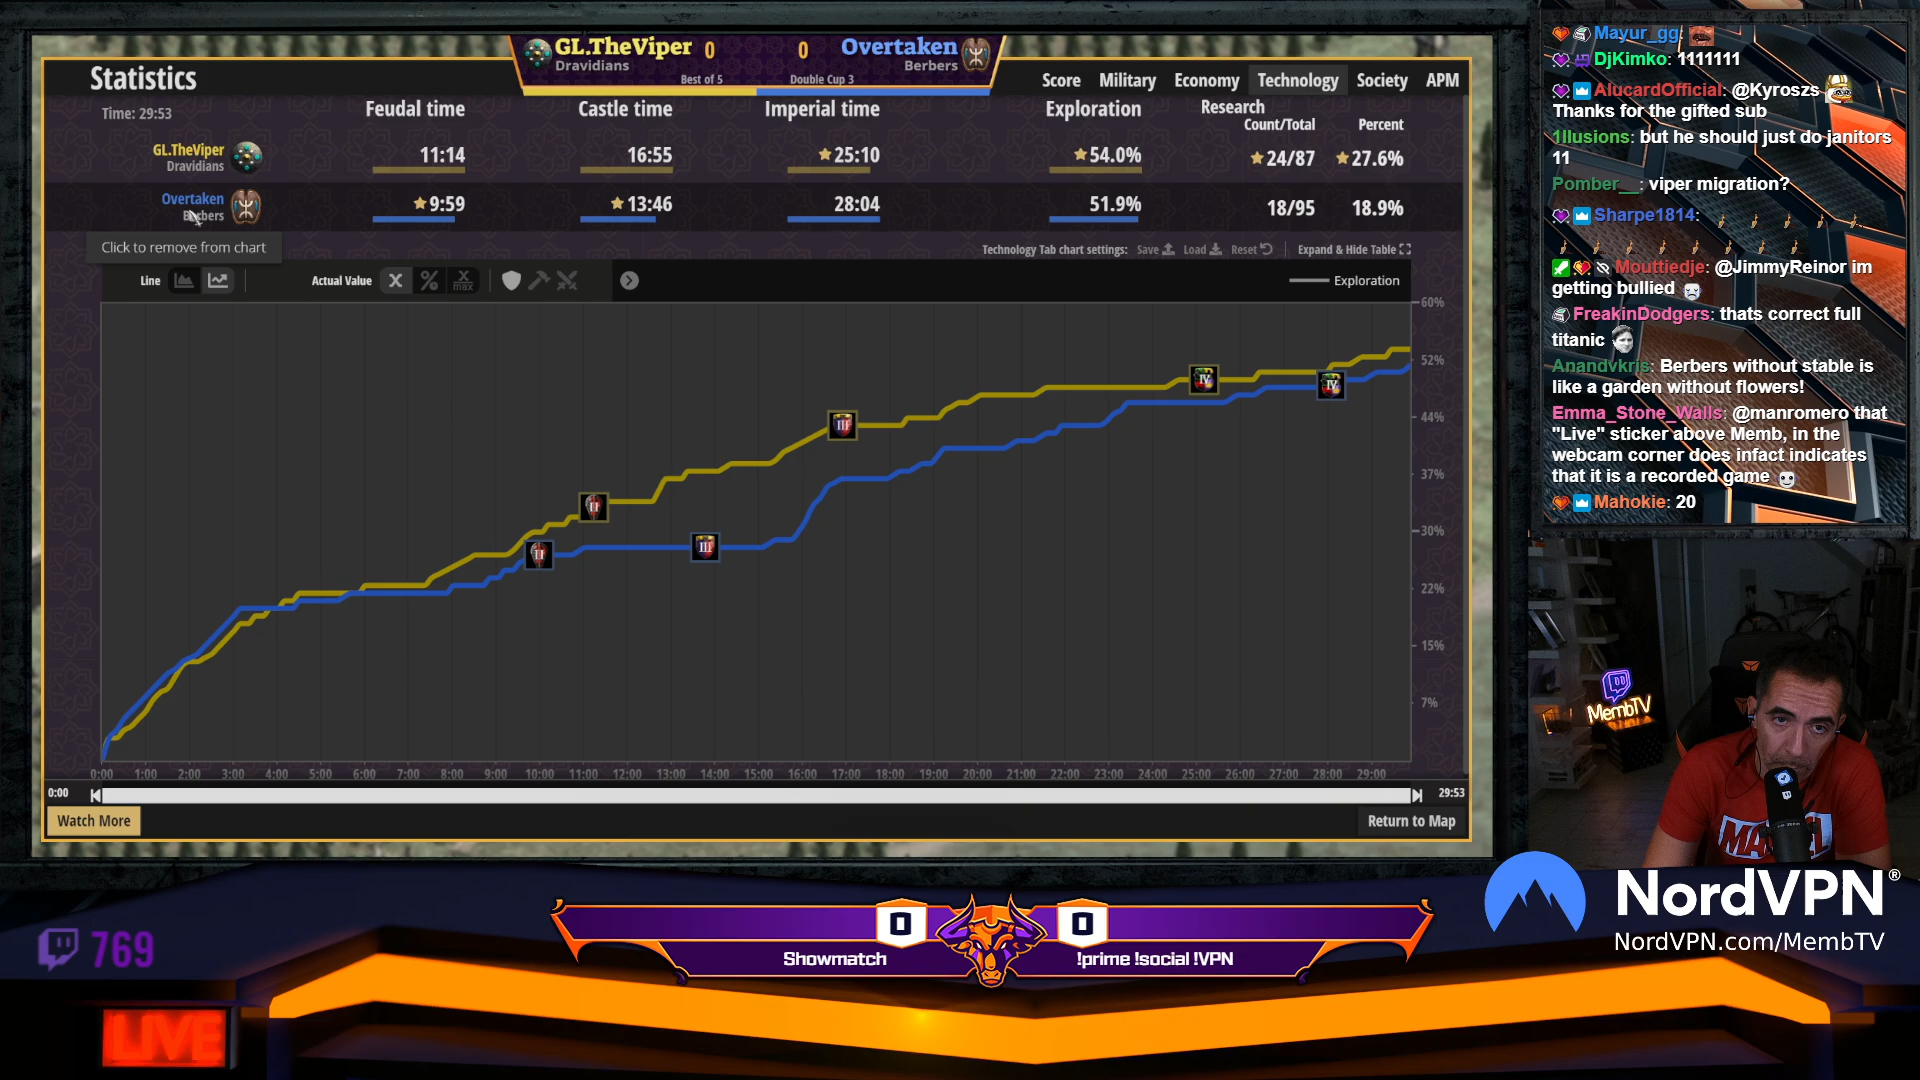 GL.TheViper 0
Dravidians
0 Overtaken
Berbers
Best of 5
Double Cup 3
Statistics
Time: 29:53
Score Military Economy Technology Society APM
Feudal time Castle time Imperial time Exploration Research
Count/Total Percent
GL.TheViper
Dravidians
11:14 16:55 25:10 54.0% 24/87 27.6%
Overtaken
Berbers
9:59 13:46 28:04 51.9% 18/95 18.9%
Click to remove from chart
Technology Tab chart settings: Save Load Reset Expand & Hide Table
Line
Actual Value X % X max
Exploration
60%
52%
44%
37%
30%
22%
15%
7%
IV
IV
III
II
II
III
0:00 1:00 2:00 3:00 4:00 5:00 6:00 7:00 8:00 9:00 10:00 11:00 12:00 13:00 14:00 15:00 16:00 17:00 18:00 19:00 20:00 21:00 22:00 23:00 24:00 25:00 26:00 27:00 28:00 29:00
0:00
29:53
Watch More
Return to Map
Mayur_gg:
DjKimko: 1111111
AlucardOfficial: @Kyroszs
Thanks for the gifted sub
1llusions: but he should just do janitors
11
Pomber__: viper migration?
Sharpe1814:
Mouttiedje: @JimmyReinor im
getting bullied
FreakinDodgers: thats correct full
titanic
Anandvkris: Berbers without stable is
like a garden without flowers!
Emma_Stone_Walls: @manromero that
"Live" sticker above Memb, in the
webcam corner does infact indicates
that it is a recorded game
Mahokie: 20
MembTV
NordVPN®
NordVPN.com/MembTV
769
LIVE
0
0
Showmatch
!prime !social !VPN